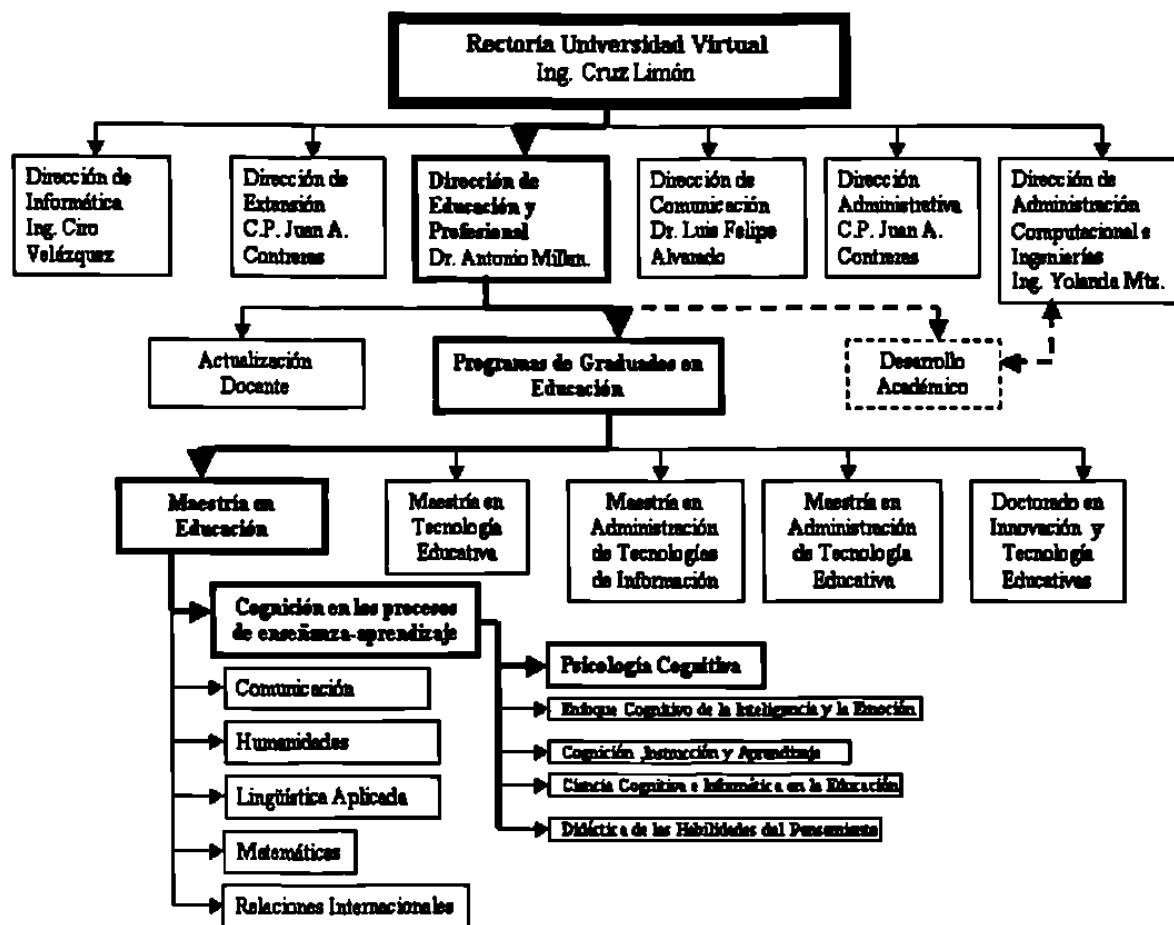 Rectoría Universidad Virtual
Ing. Cruz Limón
Dirección de
Informática
Ing. Ciro
Velázquez
Dirección de
Extensión
C.P. Juan A.
Contreras
Dirección de
Educación y
Profesional
Dr. Antonio Millan.
Dirección de
Comunicación
Dr. Luis Felipe
Alvarado
Dirección
Administrativa
C.P. Juan A.
Contreras
Dirección de
Administración
Computacional e
Ingenierías
Ing. Yolanda Mtz.
Actualización
Docente
Programas de Graduados en
Educación
Desarrollo
Académico
Maestría en
Educación
Maestría en
Tecnología
Educativa
Maestría en
Administración
de Tecnologías
de Información
Maestría en
Administración
de Tecnología
Educativa
Doctorado en
Innovación y
Tecnología
Educativas
Cognición en los procesos
de enseñanza-aprendizaje
Comunicación
Humanidades
Lingüística Aplicada
Matemáticas
Relaciones Internacionales
Psicología Cognitiva
Enfoque Cognitivo de la Inteligencia y la Emoción
Cognición ,Instrucción y Aprendizaje
Ciencia Cognitiva e Informática en la Educación
Didáctica de las Habilidades del Pensamiento